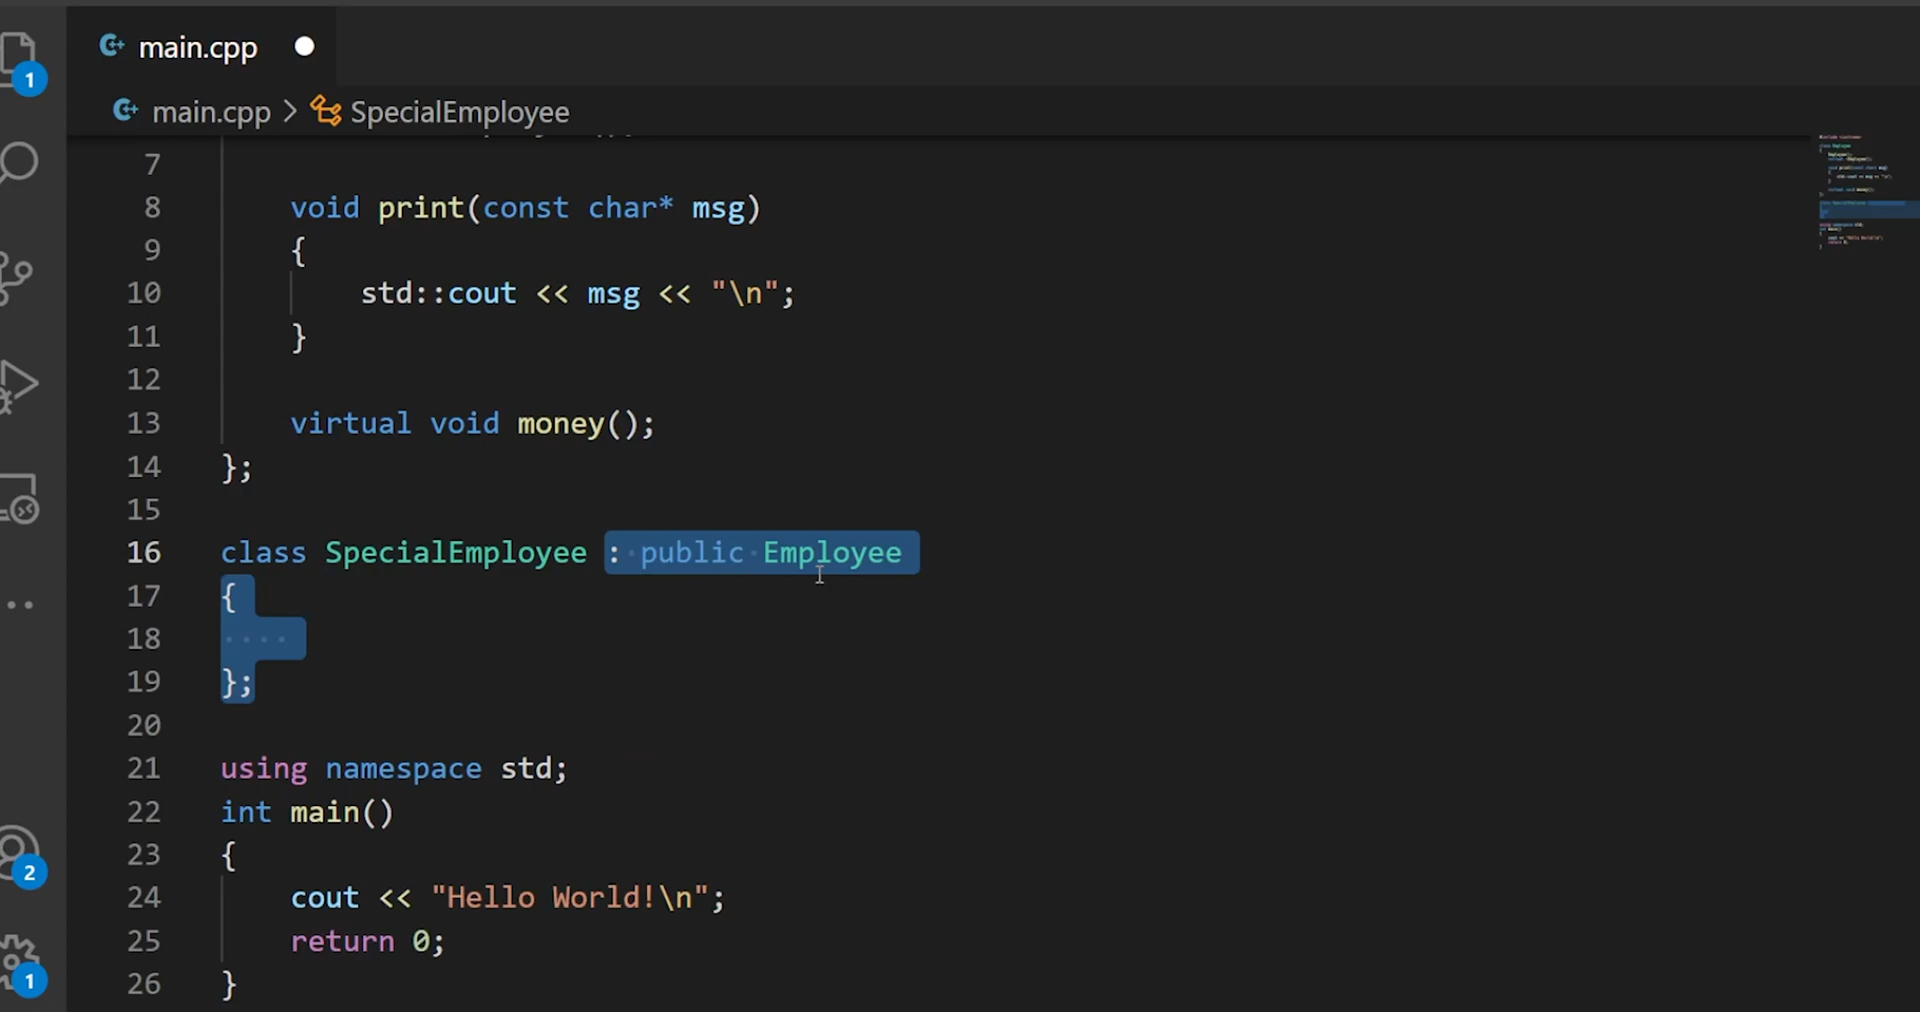 1
main.cpp
main.cpp > SpecialEmployee
7
8 void print(const char* msg)
9 {
10 std::cout << msg << "\n";
11 }
12
13 virtual void money();
14 };
15
16 class SpecialEmployee : public Employee
17 {
18
19 };
20
21 using namespace std;
22 int main()
23 {
24 cout << "Hello World!\n";
25 return 0;
26 }
2
1